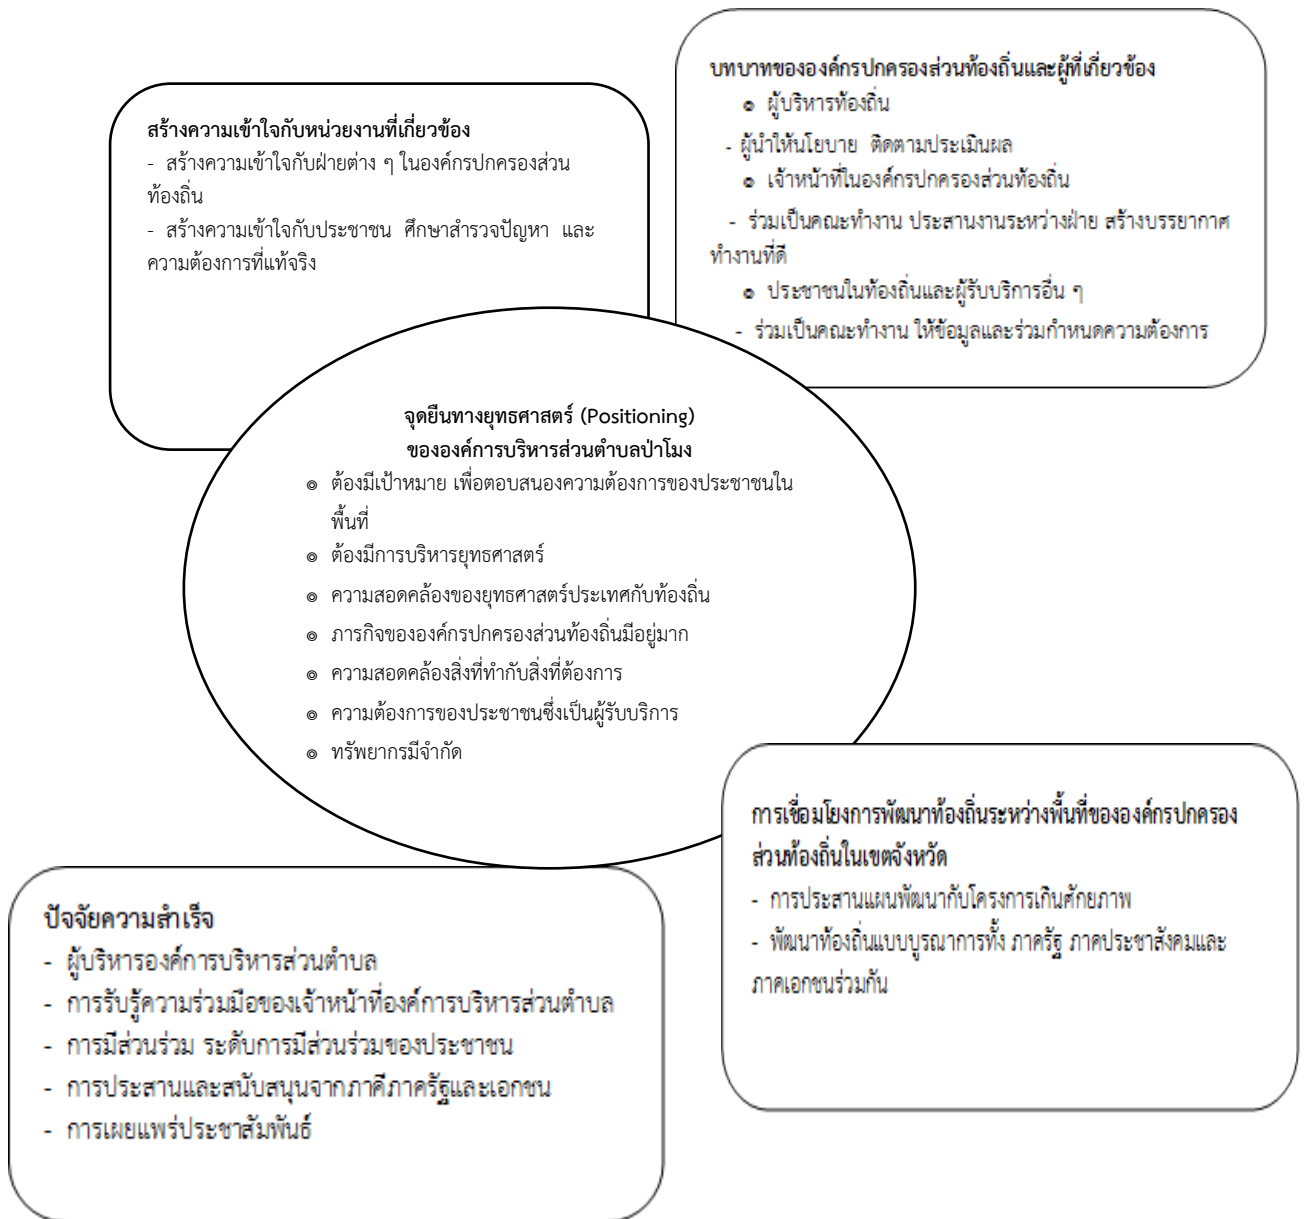 สร้างความเข้าใจกับหน่วยงานที่เกี่ยวข้อง
- สร้างความเข้าใจกับฝ่ายต่าง ๆ ในองค์กรปกครองส่วน
ท้องถิ่น
- สร้างความเข้าใจกับประชาชน ศึกษาสำรวจปัญหา และ
ความต้องการที่แท้จริง
บทบาทขององค์กรปกครองส่วนท้องถิ่นและผู้ที่เกี่ยวข้อง
๏ ผู้บริหารท้องถิ่น
- ผู้นำให้นโยบาย ติดตามประเมินผล
๏ เจ้าหน้าที่ในองค์กรปกครองส่วนท้องถิ่น
- ร่วมเป็นคณะทำงาน ประสานงานระหว่างฝ่าย สร้างบรรยากาศ
ทำงานที่ดี
๏ ประชาชนในท้องถิ่นและผู้รับบริการอื่น ๆ
- ร่วมเป็นคณะทำงาน ให้ข้อมูลและร่วมกำหนดความต้องการ
จุดยืนทางยุทธศาสตร์ (Positioning)
ขององค์การบริหารส่วนตำบลป่าโมง
๏ ต้องมีเป้าหมาย เพื่อตอบสนองความต้องการของประชาชนใน
พื้นที่
๏ ต้องมีการบริหารยุทธศาสตร์
๏ ความสอดคล้องของยุทธศาสตร์ประเทศกับท้องถิ่น
๏ ภารกิจขององค์กรปกครองส่วนท้องถิ่นมีอยู่มาก
๏ ความสอดคล้องสิ่งที่ทำกับสิ่งที่ต้องการ
๏ ความต้องการของประชาชนซึ่งเป็นผู้รับบริการ
๏ ทรัพยากรมีจำกัด
การเชื่อมโยงการพัฒนาท้องถิ่นระหว่างพื้นที่ขององค์กรปกครอง
ส่วนท้องถิ่นในเขตจังหวัด
- การประสานแผนพัฒนากับโครงการเกินศักยภาพ
- พัฒนาท้องถิ่นแบบบูรณาการทั้ง ภาครัฐ ภาคประชาสังคมและ
ภาคเอกชนร่วมกัน
ปัจจัยความสำเร็จ
- ผู้บริหารองค์การบริหารส่วนตำบล
- การรับรู้ความร่วมมือของเจ้าหน้าที่องค์การบริหารส่วนตำบล
- การมีส่วนร่วม ระดับการมีส่วนร่วมของประชาชน
- การประสานและสนับสนุนจากภาคีภาครัฐและเอกชน
- การเผยแพร่ประชาสัมพันธ์